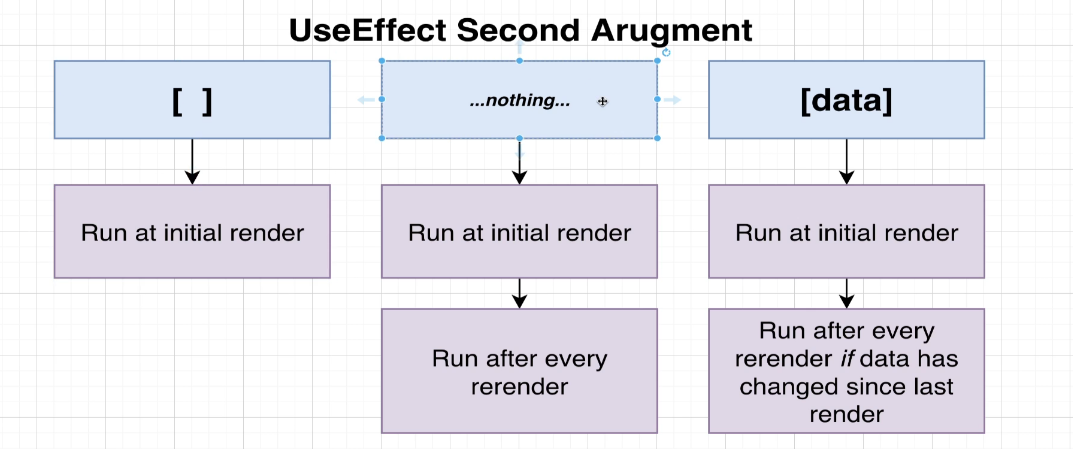 UseEffect Second Arugment
[ ]
...nothing...
[data]
Run at initial render
Run at initial render
Run at initial render
Run after every
rerender
Run after every
rerender if data has
changed since last
render